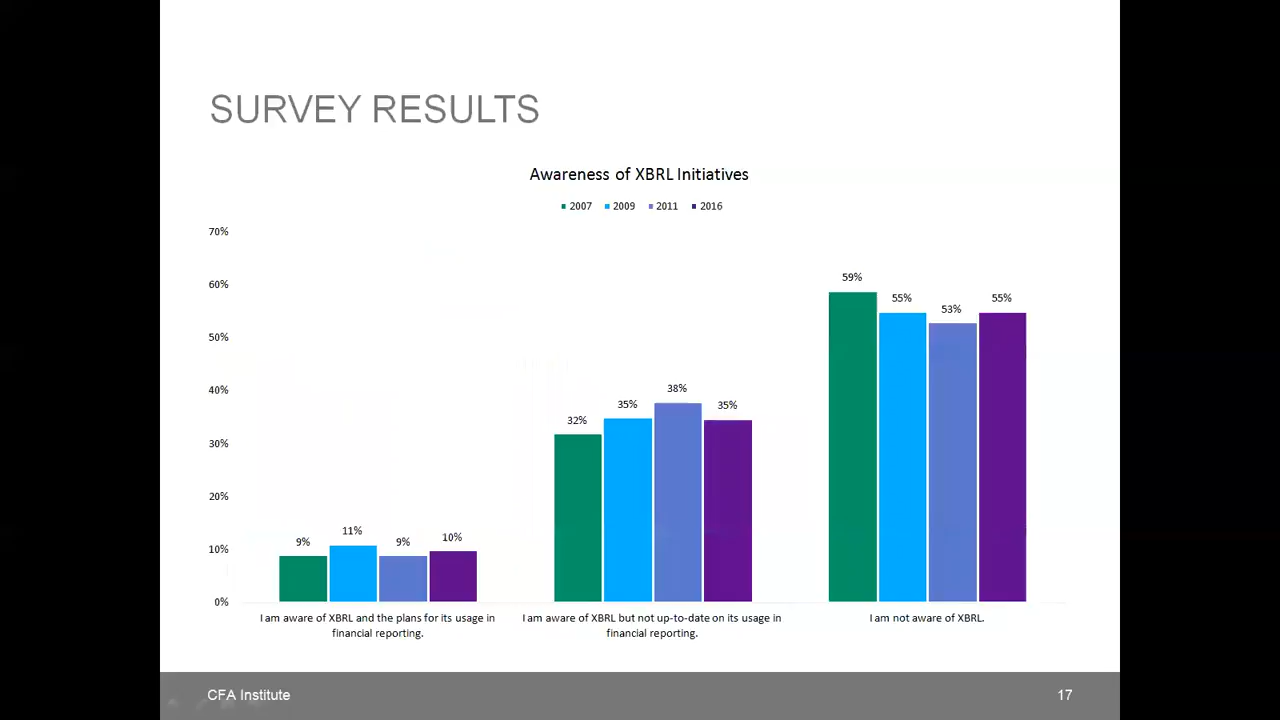 SURVEY RESULTS
Awareness of XBRL Initiatives
2007 2009 2011 2016
70%
60%
50%
40%
30%
20%
10%
0%
9% 11% 9% 10%
32% 35% 38% 35%
59% 55% 53% 55%
I am aware of XBRL and the plans for its usage in
financial reporting.
I am aware of XBRL but not up-to-date on its usage in
financial reporting.
I am not aware of XBRL.
CFA Institute
17